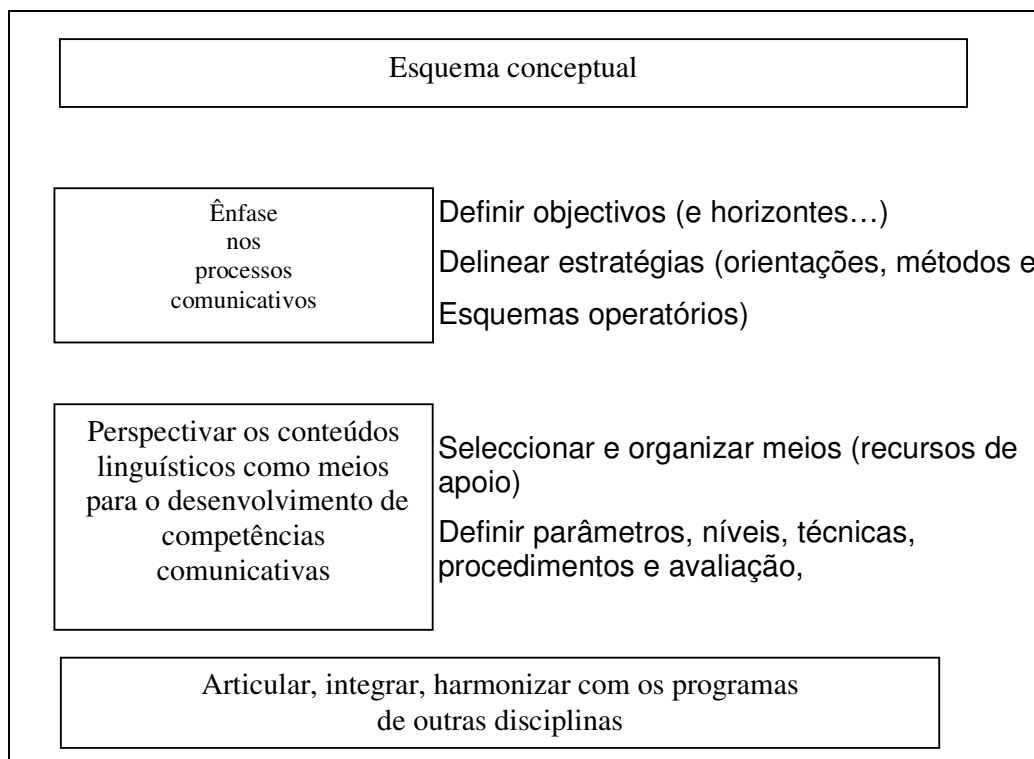 Esquema conceptual
Ênfase
nos
processos
comunicativos
Definir objectivos (e horizontes…)
Delinear estratégias (orientações, métodos e
Esquemas operatórios)
Perspectivar os conteúdos
linguísticos como meios
para o desenvolvimento de
competências
comunicativas
Seleccionar e organizar meios (recursos de
apoio)
Definir parâmetros, níveis, técnicas,
procedimentos e avaliação,
Articular, integrar, harmonizar com os programas
de outras disciplinas